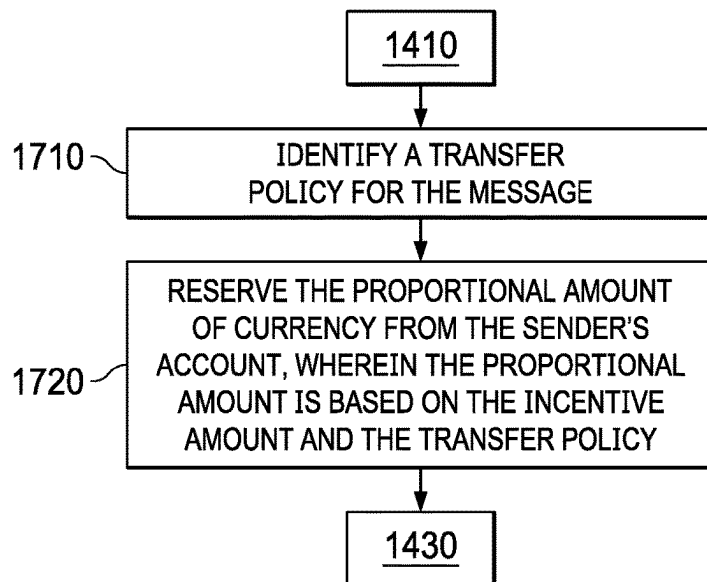 1410
1710
IDENTIFY A TRANSFER
POLICY FOR THE MESSAGE
1720
RESERVE THE PROPORTIONAL AMOUNT
OF CURRENCY FROM THE SENDER'S
ACCOUNT, WHEREIN THE PROPORTIONAL
AMOUNT IS BASED ON THE INCENTIVE
AMOUNT AND THE TRANSFER POLICY
1430